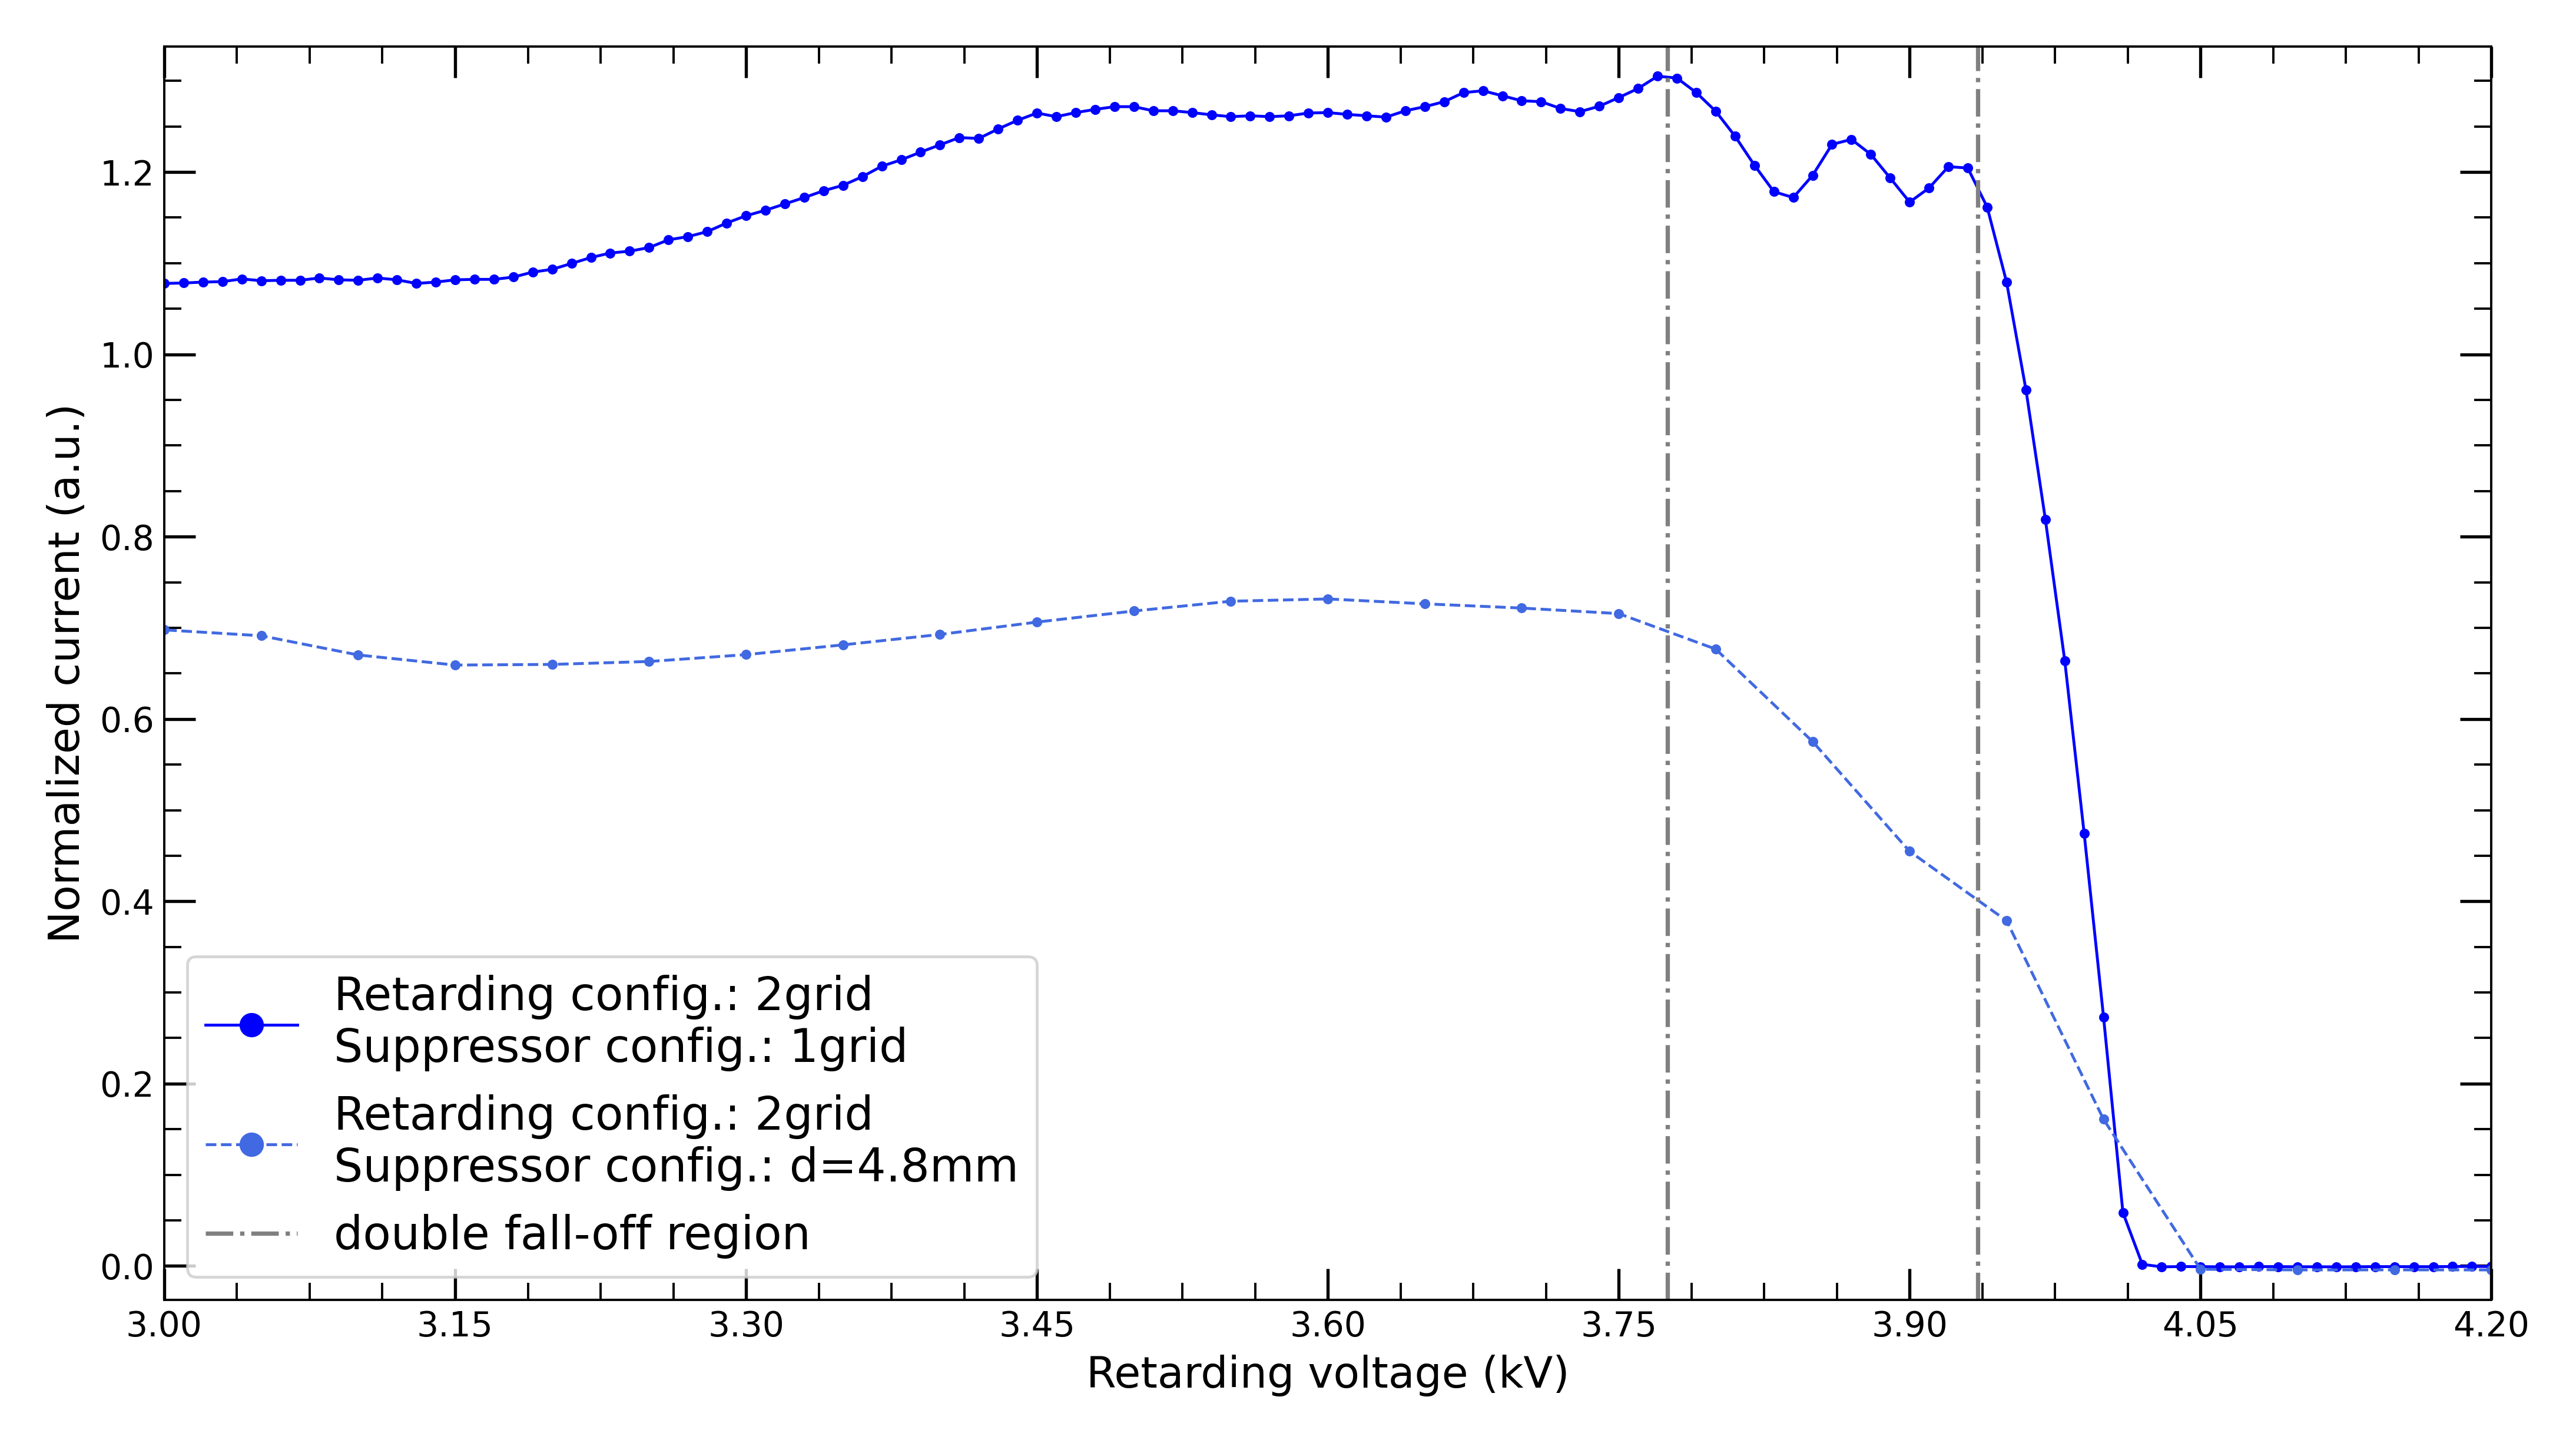 Normalized current (a.u.)
1.2
1.0
0.8
0.6
0.4
0.2
0.0
Retarding config.: 2grid
Suppressor config.: 1grid
Retarding config.: 2grid
Suppressor config.: d=4.8mm
double fall-off region
3.00 3.15 3.30 3.45 3.60 3.75 3.90 4.05 4.20
Retarding voltage (kV)